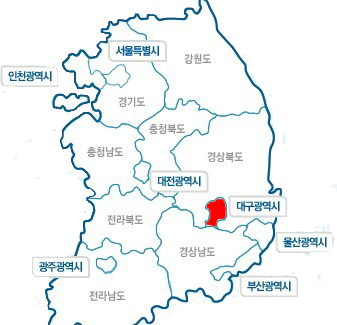 서울특별시
강원도
인천광역시
경기도
충청북도
충청남도
경상북도
대전광역시
대구광역시
전라북도
울산광역시
경상남도
광주광역시
부산광역시
전라남도